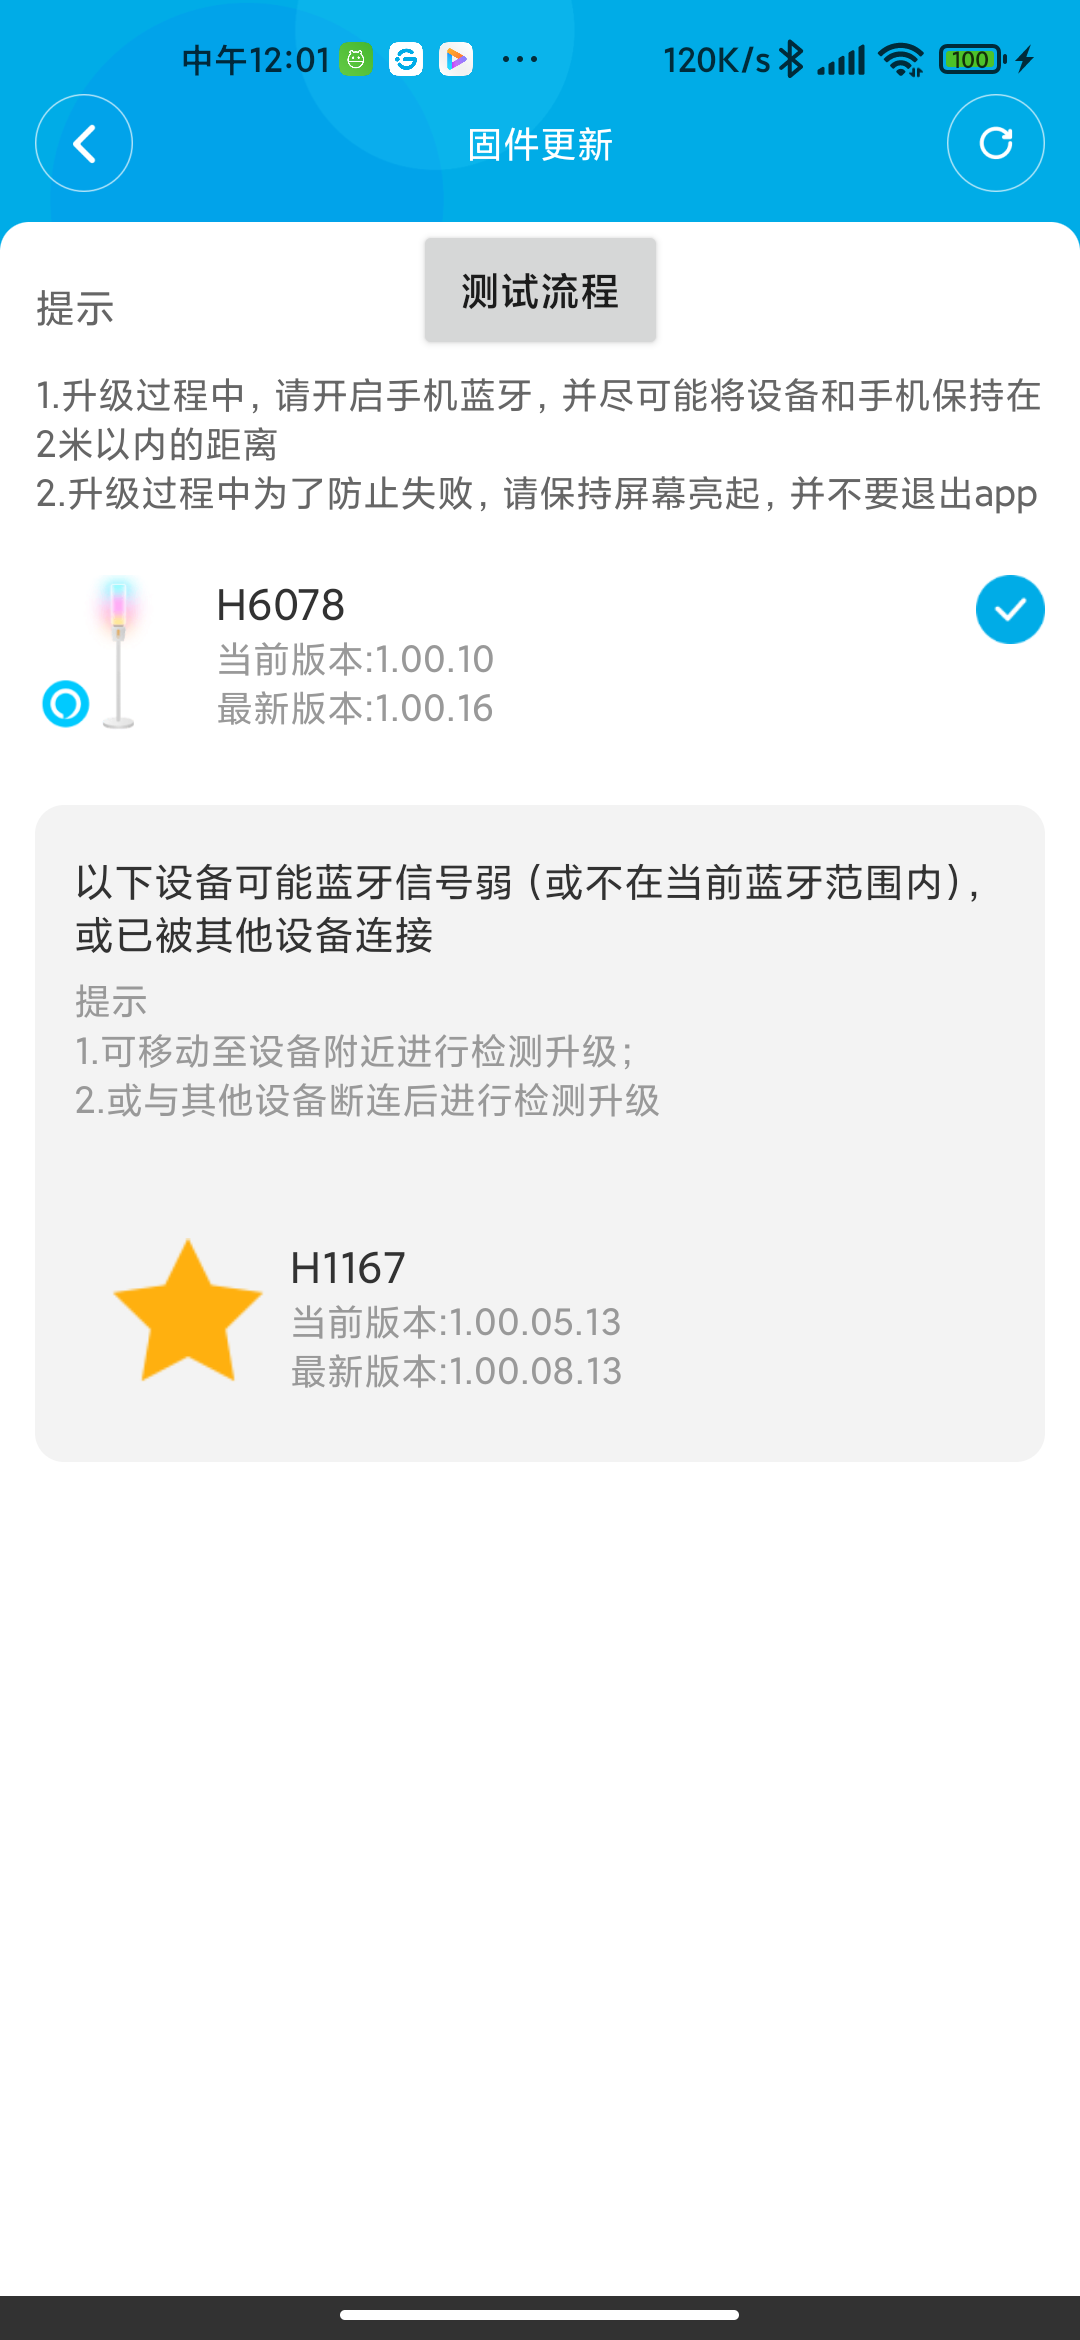 中午12:01
120K/s
100
固件更新
测试流程
提示
1.升级过程中，请开启手机蓝牙，并尽可能将设备和手机保持在
2米以内的距离
2.升级过程中为了防止失败，请保持屏幕亮起，并不要退出app
H6078
当前版本:1.00.10
最新版本:1.00.16
以下设备可能蓝牙信号弱（或不在当前蓝牙范围内），
或已被其他设备连接
提示
1.可移动至设备附近进行检测升级；
2.或与其他设备断连后进行检测升级
H1167
当前版本:1.00.05.13
最新版本:1.00.08.13